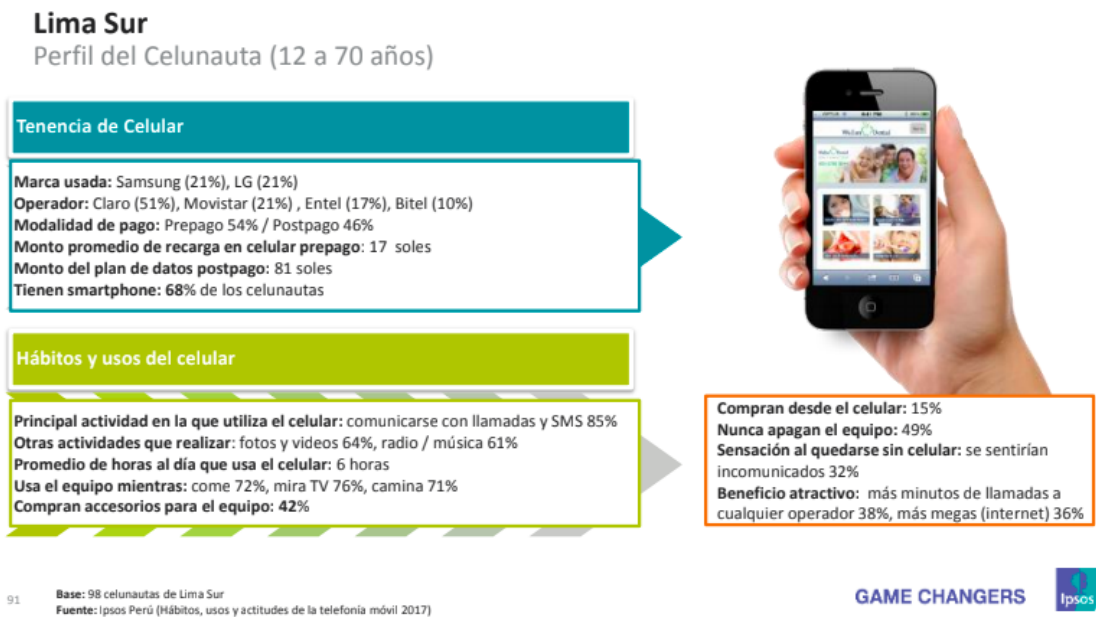 Lima Sur
Perfil del Celunauta (12 a 70 años)
Tenencia de Celular
Marca usada: Samsung (21%), LG (21%)
Operador: Claro (51%), Movistar (21%) , Entel (17%), Bitel (10%)
Modalidad de pago: Prepago 54% / Postpago 46%
Monto promedio de recarga en celular prepago: 17 soles
Monto del plan de datos postpago: 81 soles
Tienen smartphone: 68% de los celunautas
Hábitos y usos del celular
Principal actividad en la que utiliza el celular: comunicarse con llamadas y SMS 85%
Otras actividades que realizar: fotos y videos 64%, radio / música 61%
Promedio de horas al día que usa el celular: 6 horas
Usa el equipo mientras: come 72%, mira TV 76%, camina 71%
Compran accesorios para el equipo: 42%
Compran desde el celular: 15%
Nunca apagan el equipo: 49%
Sensación al quedarse sin celular: se sentirían
incomunicados 32%
Beneficio atractivo: más minutos de llamadas a
cualquier operador 38%, más megas (internet) 36%
91
Base: 98 celunautas de Lima Sur
Fuente: Ipsos Perú (Hábitos, usos y actitudes de la telefonía móvil 2017)
GAME CHANGERS
Ipsos